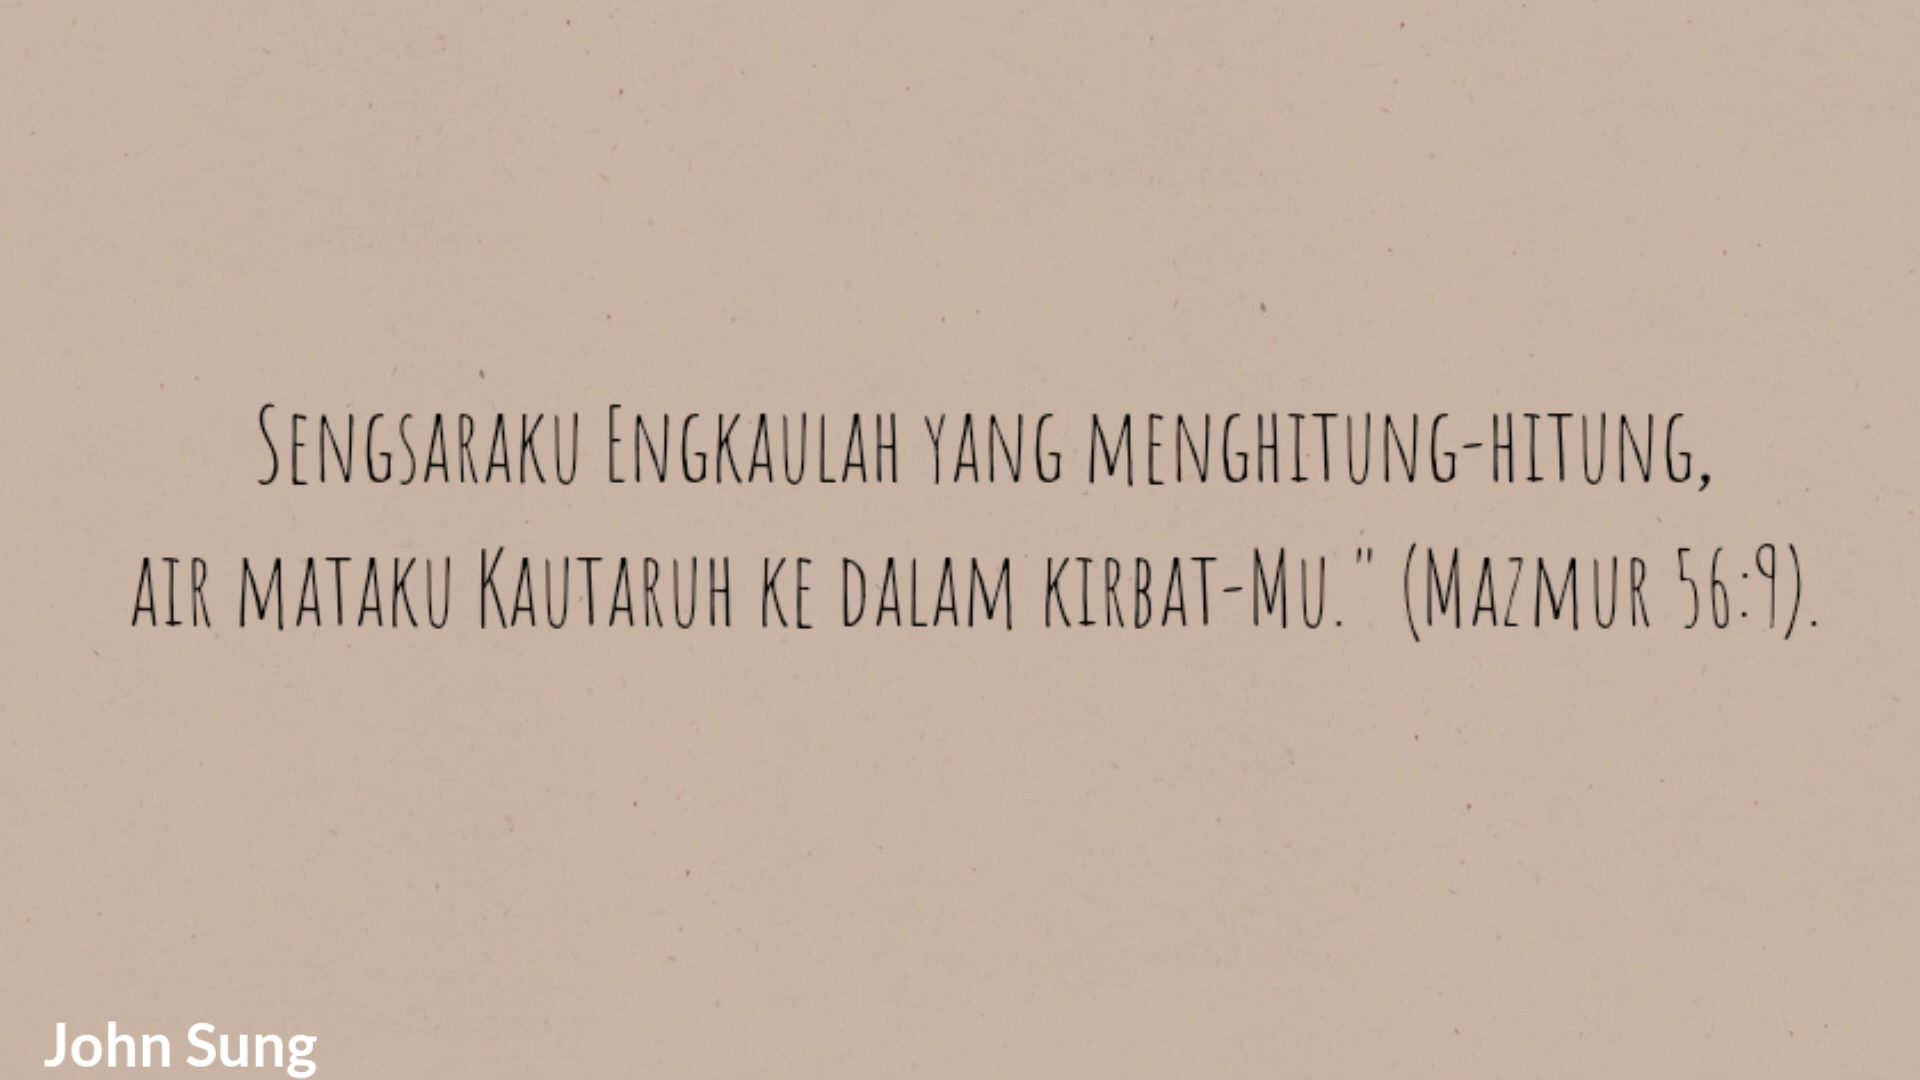 Sengsaraku Engkaulah yang menghitung-hitung,
air mataku Kautaruh ke dalam kirbat-Mu." (Mazmur 56:9).
John Sung